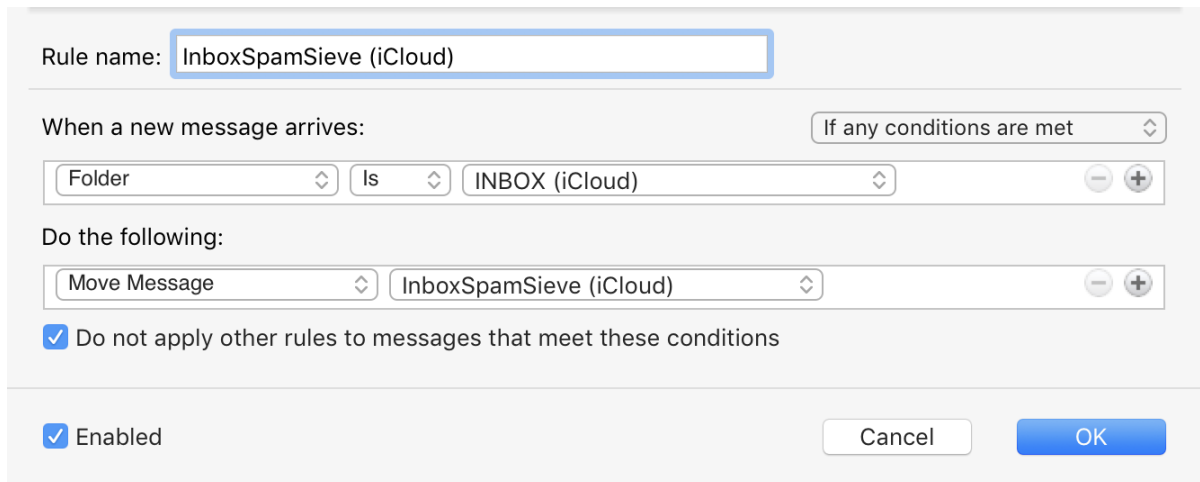 Rule name: InboxSpamSieve (iCloud)
When a new message arrives: If any conditions are met
Folder Is INBOX (iCloud)
Do the following:
Move Message InboxSpamSieve (iCloud)
Do not apply other rules to messages that meet these conditions
Enabled Cancel OK